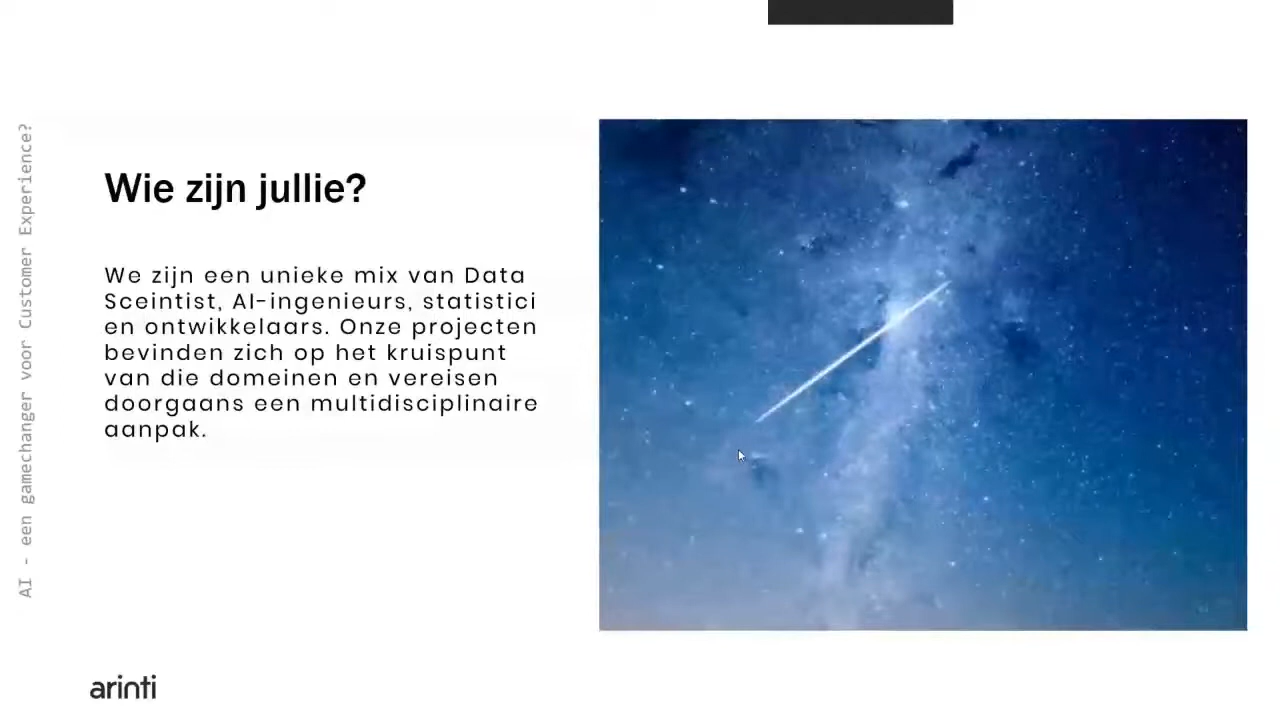 AI - een gamechanger voor Customer Experience?
Wie zijn jullie?
We zijn een unieke mix van Data
Sceintist, AI-ingenieurs, statistici
en ontwikkelaars. Onze projecten
bevinden zich op het kruispunt
van die domeinen en vereisen
doorgaans een multidisciplinaire
aanpak.
arinti